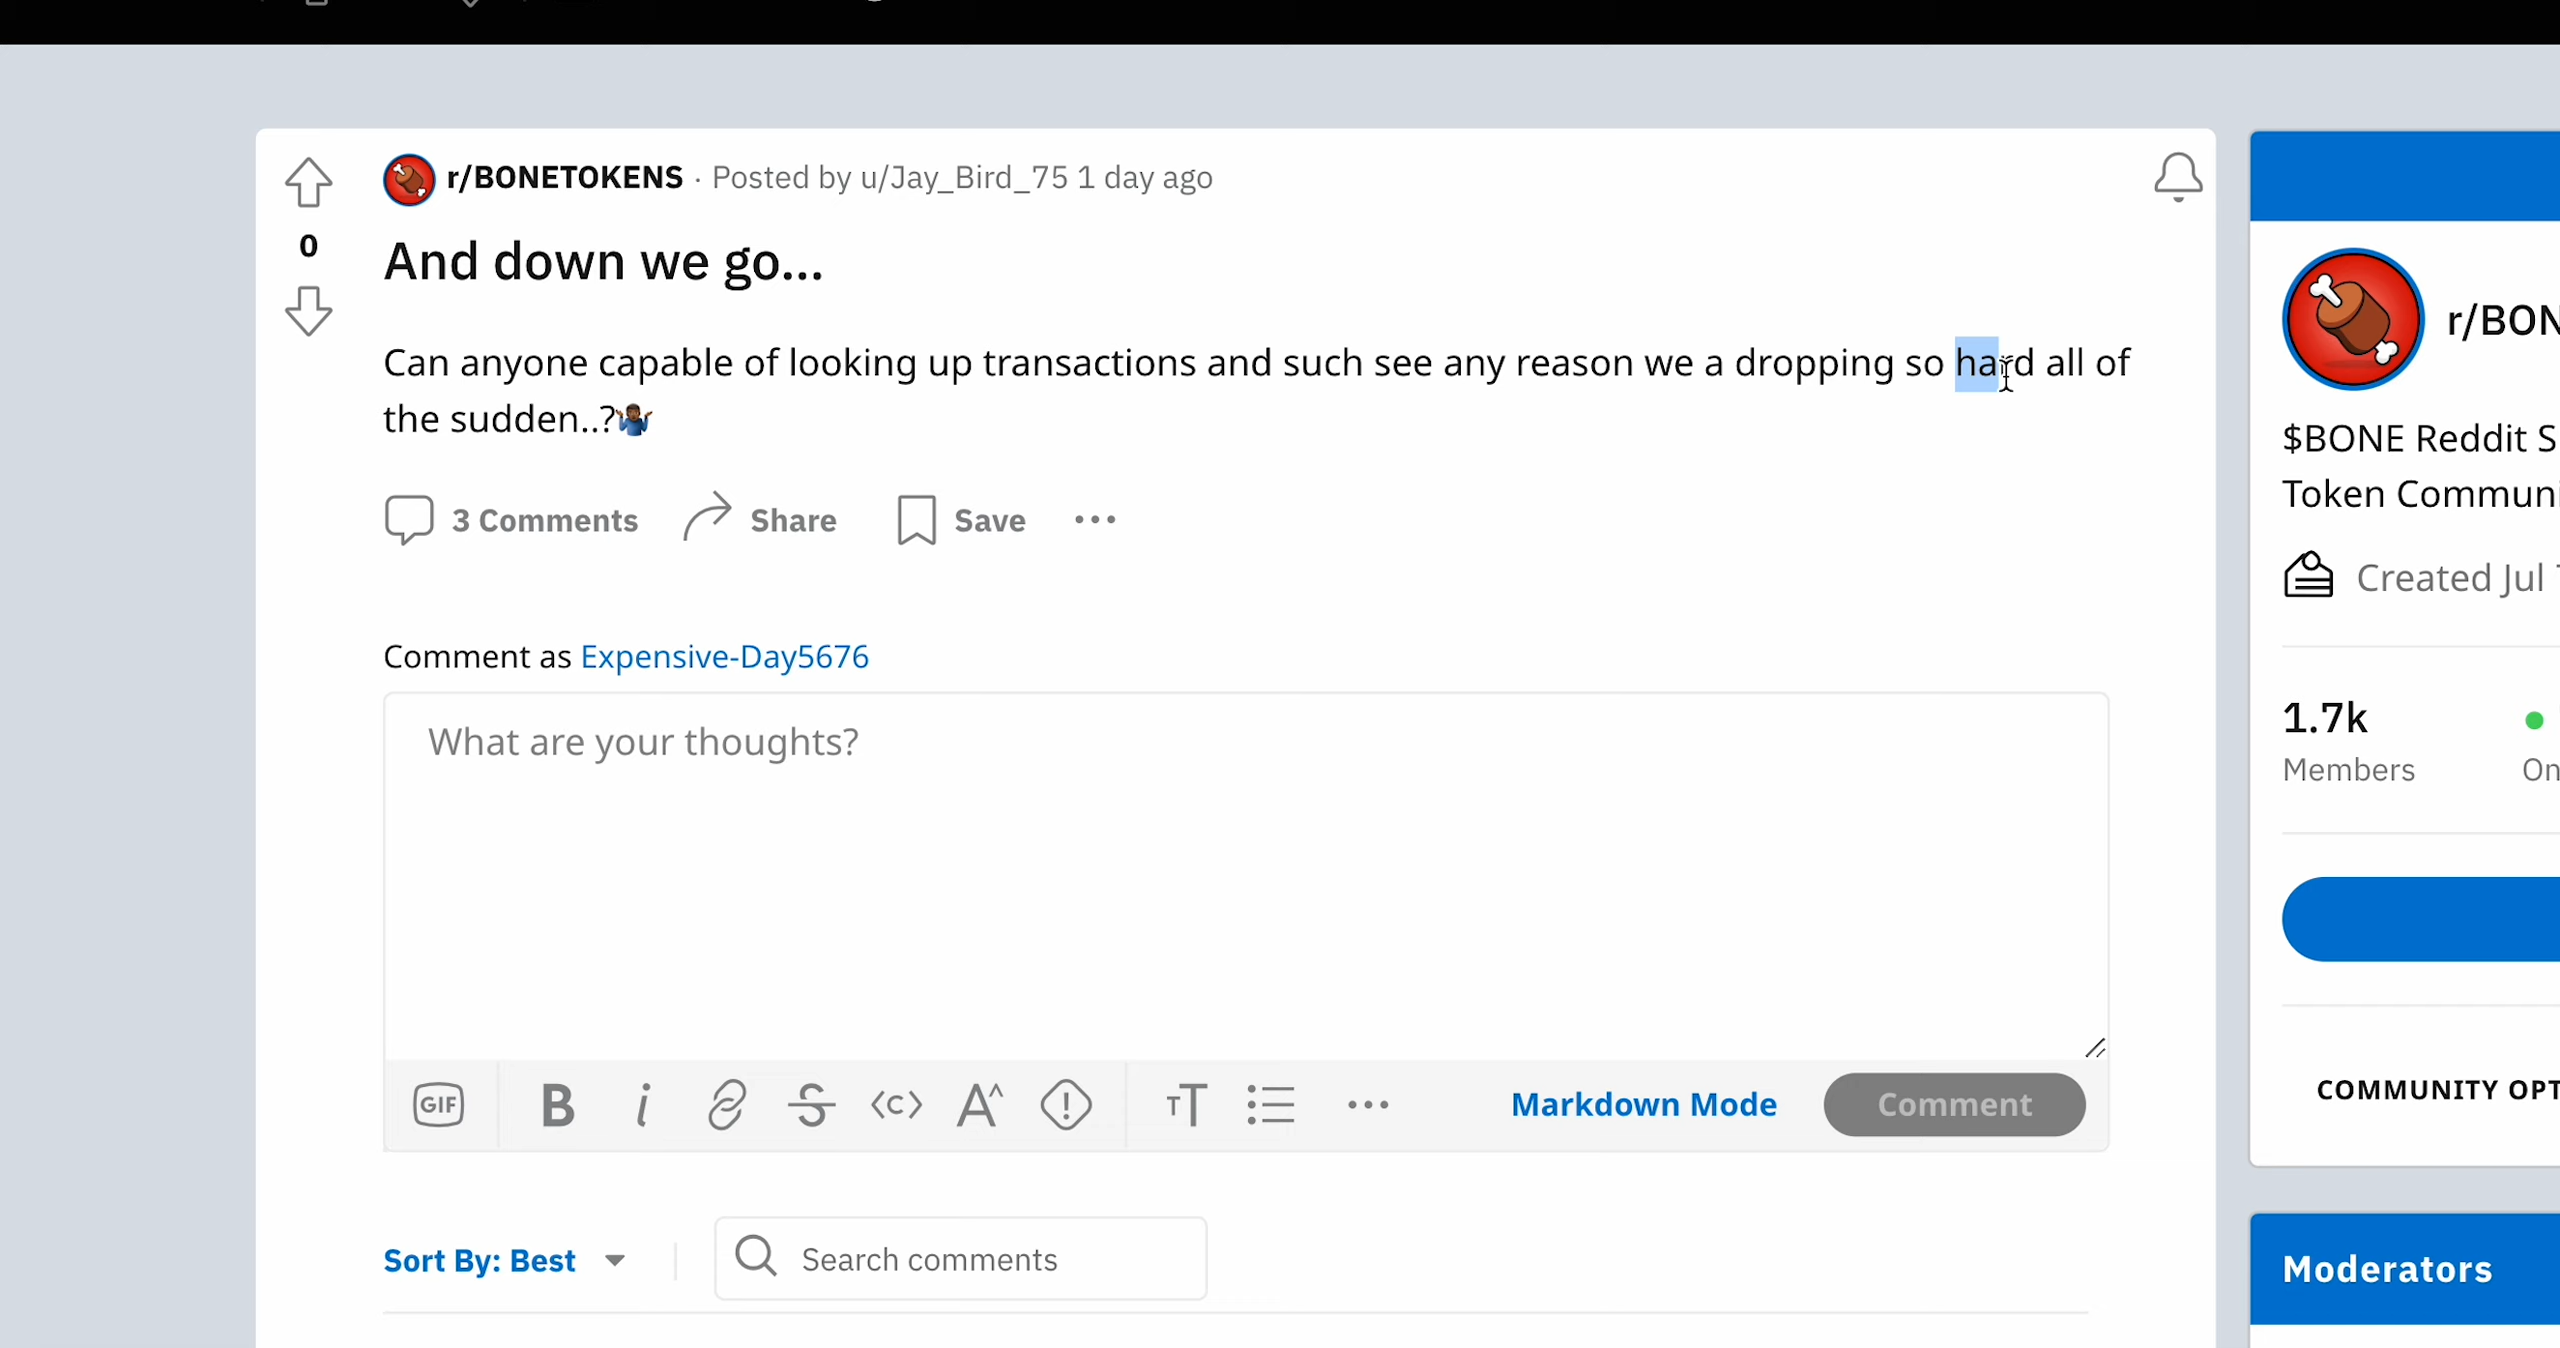 r/BONETOKENS · Posted by u/Jay_Bird_75 1 day ago
0
And down we go...
Can anyone capable of looking up transactions and such see any reason we a dropping so hard all of
the sudden..?🤷🏾‍♂️
3 Comments Share Save
Comment as Expensive-Day5676
What are your thoughts?
GIF B i S <c> A^ TT Markdown Mode Comment
Sort By: Best Search comments
r/BON
$BONE Reddit S
Token Communi
Created Jul
1.7k
Members On
COMMUNITY OPT
Moderators